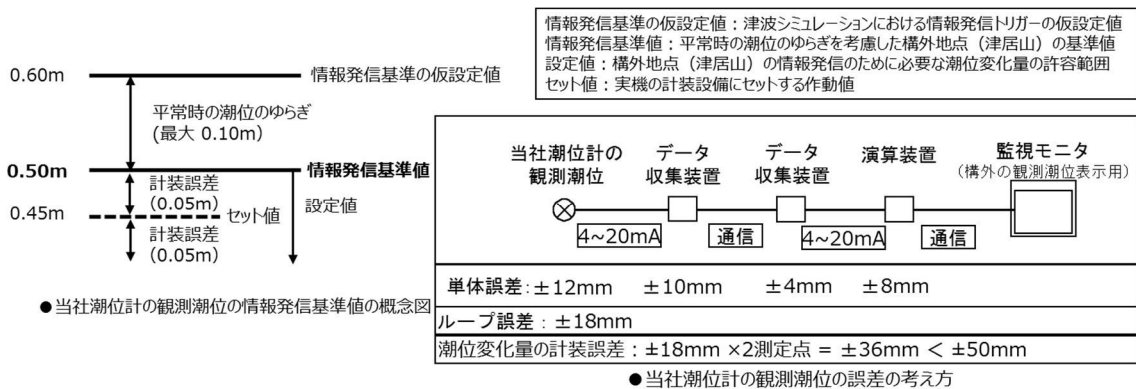 情報発信基準の仮設定値：津波シミュレーションにおける情報発信トリガーの仮設定値
情報発信基準値：平常時の潮位のゆらぎを考慮した構外地点（津居山）の基準値
設定値：構外地点（津居山）の情報発信のために必要な潮位変化量の許容範囲
セット値：実機の計装設備にセットする作動値
0.60m
情報発信基準の仮設定値
平常時の潮位のゆらぎ
(最大 0.10m)
0.50m
情報発信基準値
計装誤差
(0.05m)
設定値
0.45m
セット値
計装誤差
(0.05m)
●当社潮位計の観測潮位の情報発信基準値の概念図
当社潮位計の
観測潮位
データ
収集装置
データ
収集装置
演算装置
監視モニタ
(構外の観測潮位表示用)
4~20mA
通信
4~20mA
通信
単体誤差：±12mm ±10mm ±4mm ±8mm
ループ誤差：±18mm
潮位変化量の計装誤差：±18mm ×2測定点 = ±36mm ＜ ±50mm
●当社潮位計の観測潮位の誤差の考え方